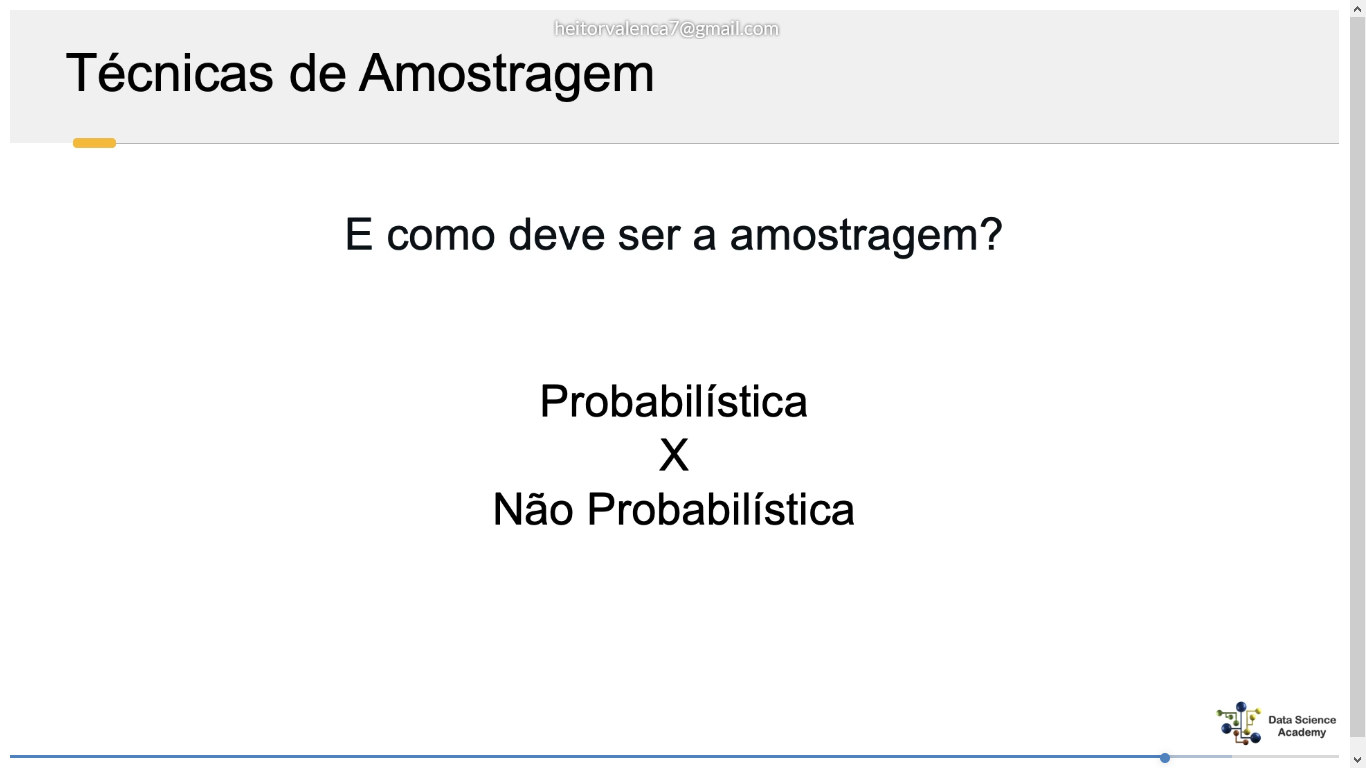 heitorvalenca7@gmail.com
Técnicas de Amostragem
E como deve ser a amostragem?
Probabilística
X
Não Probabilística
Data Science
Academy